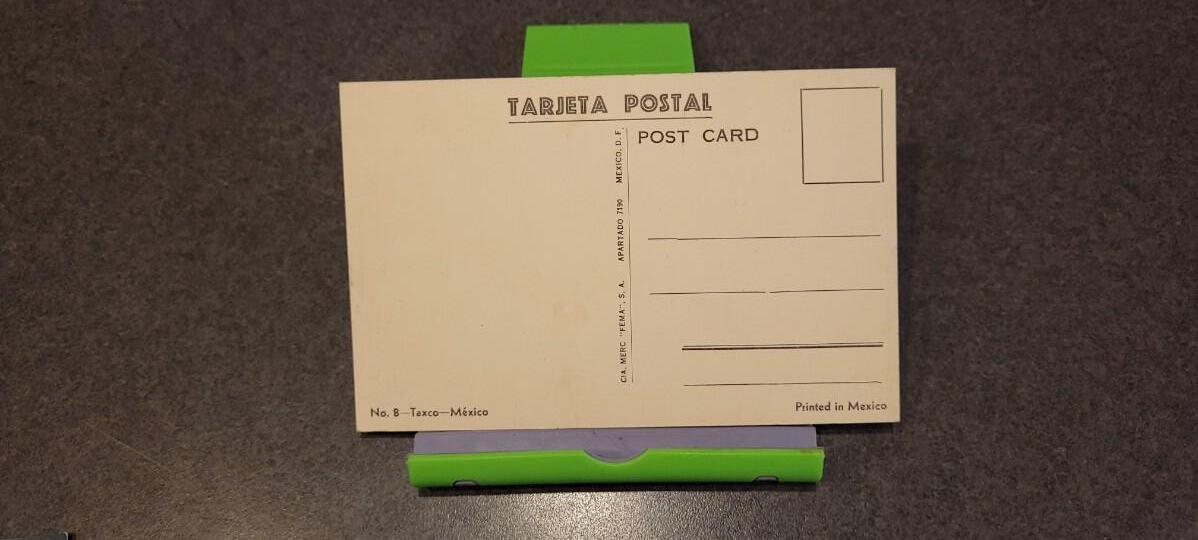 TARJETA POSTAL
POST CARD
CIA. MERC "FEMA", S. A. APARTADO 7190 MEXICO, D. F.
No. 8—Taxco—México
Printed in Mexico